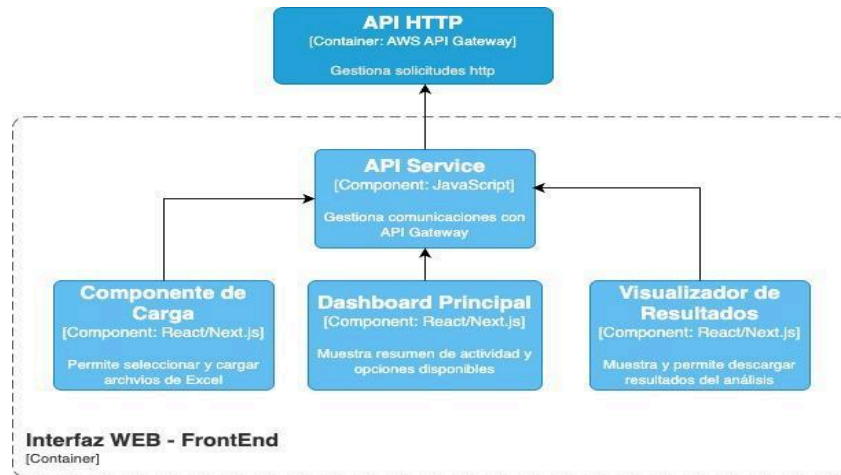 API HTTP
[Container: AWS API Gateway]
Gestiona solicitudes http
API Service
[Component: JavaScript]
Gestiona comunicaciones con
API Gateway
Componente de
Carga
[Component: React/Next.js]
Permite seleccionar y cargar
archvios de Excel
Dashboard Principal
[Component: React/Next.js]
Muestra resumen de actividad y
opciones disponibles
Visualizador de
Resultados
[Component: React/Next.js]
Muestra y permite descargar
resultados del análisis
Interfaz WEB - FrontEnd
[Container]